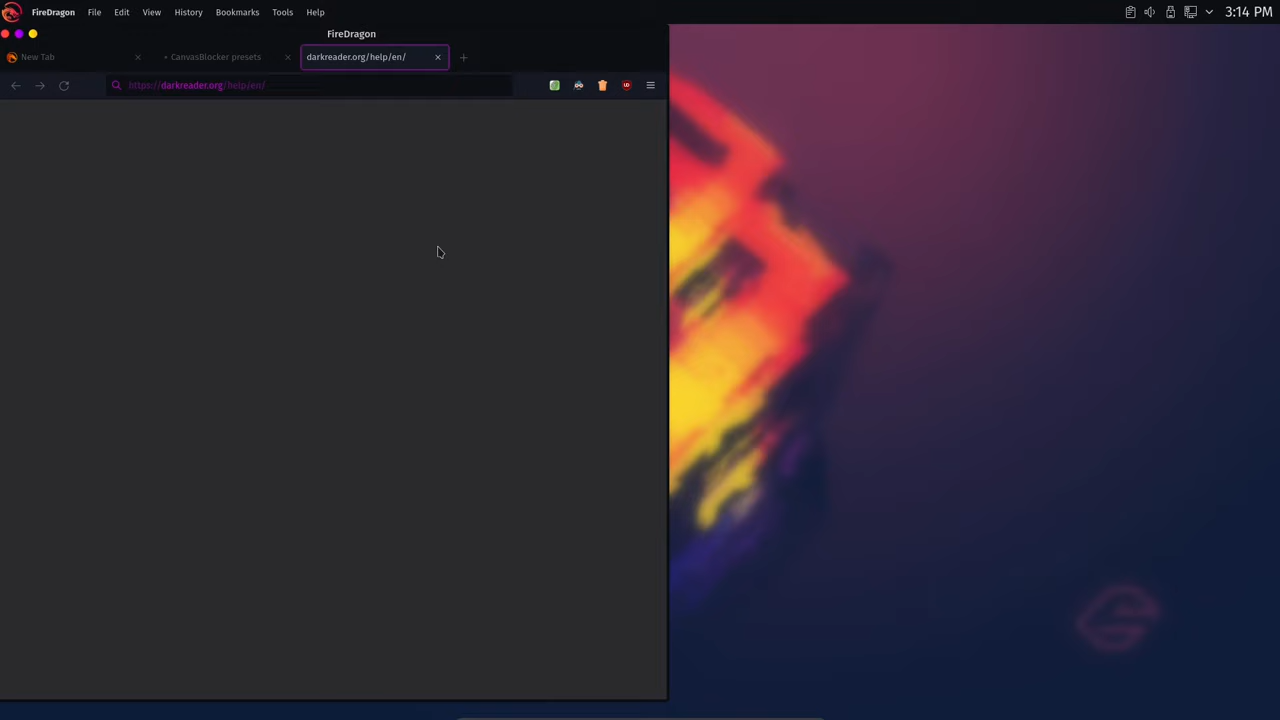 FireDragon File Edit View History Bookmarks Tools Help 3:14 PM
FireDragon
New Tab CanvasBlocker presets darkreader.org/help/en/
https://darkreader.org/help/en/